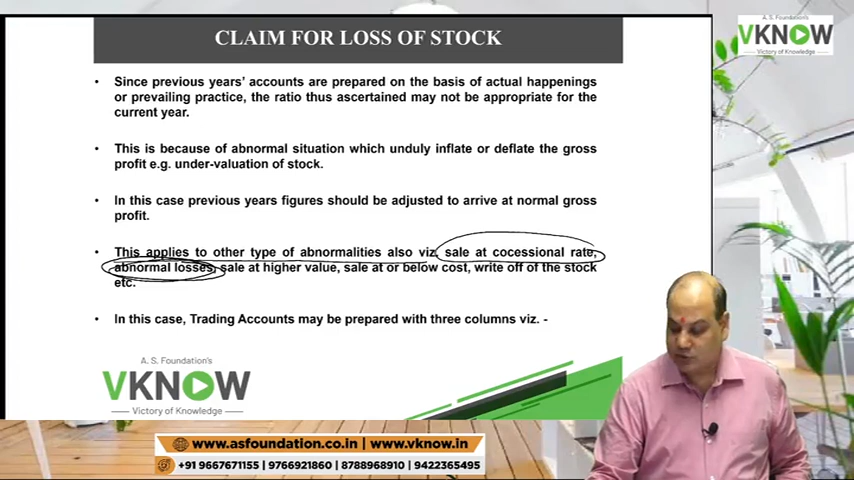 CLAIM FOR LOSS OF STOCK
A. S. Foundation's
VKNOW
Victory of Knowledge
• Since previous years' accounts are prepared on the basis of actual happenings
or prevailing practice, the ratio thus ascertained may not be appropriate for the
current year.
• This is because of abnormal situation which unduly inflate or deflate the gross
profit e.g. under-valuation of stock.
• In this case previous years figures should be adjusted to arrive at normal gross
profit.
• This applies to other type of abnormalities also viz. sale at cocessional rate,
abnormal losses, sale at higher value, sale at or below cost, write off of the stock
etc.
• In this case, Trading Accounts may be prepared with three columns viz. -
A. S. Foundation's
VKNOW
Victory of Knowledge
www.asfoundation.co.in | www.vknow.in
+91 9667671155 | 9766921860 | 8788968910 | 9422365495